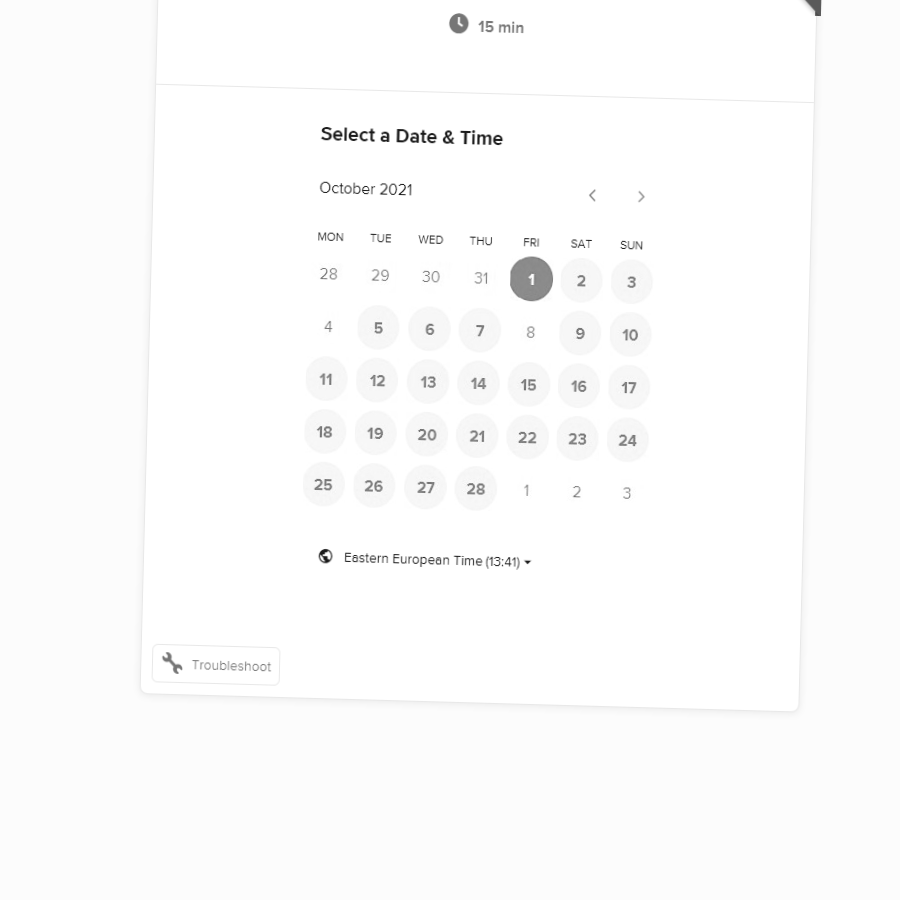 15 min
Select a Date & Time
October 2021
MON TUE WED THU FRI SAT SUN
28 29 30 31 1 2 3
4 5 6 7 8 9 10
11 12 13 14 15 16 17
18 19 20 21 22 23 24
25 26 27 28 1 2 3
Eastern European Time (13:41)
Troubleshoot